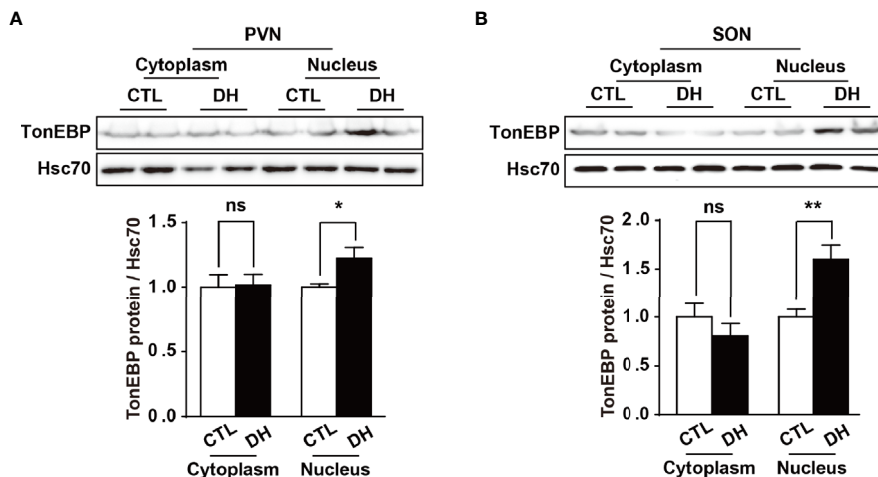 A
PVN
Cytoplasm Nucleus
CTL DH CTL DH
TonEBP
Hsc70
TonEBP protein / Hsc70
1.5
1.0
0.5
0.0
ns
*
CTL DH CTL DH
Cytoplasm Nucleus
B
SON
Cytoplasm Nucleus
CTL DH CTL DH
TonEBP
Hsc70
TonEBP protein / Hsc70
2.0
1.5
1.0
0.5
0.0
ns
**
CTL DH CTL DH
Cytoplasm Nucleus